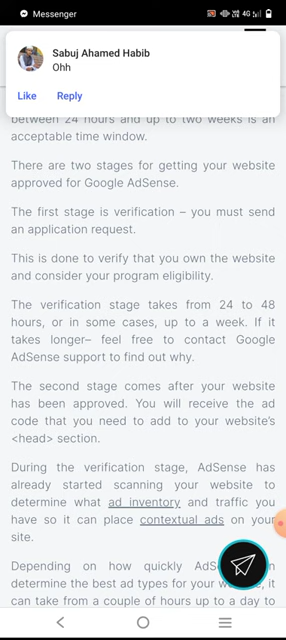 Messenger
4G
Sabuj Ahamed Habib
Ohh
Like Reply
between 24 hours and up to two weeks is an
acceptable time window.
There are two stages for getting your website
approved for Google AdSense.
The first stage is verification – you must send
an application request.
This is done to verify that you own the website
and consider your program eligibility.
The verification stage takes from 24 to 48
hours, or in some cases, up to a week. If it
takes longer– feel free to contact Google
AdSense support to find out why.
The second stage comes after your website
has been approved. You will receive the ad
code that you need to add to your website's
<head> section.
During the verification stage, AdSense has
already started scanning your website to
determine what ad inventory and traffic you
have so it can place contextual ads on your
site.
Depending on how quickly
determine the best ad types for your it
can take from a couple of hours up to a day to